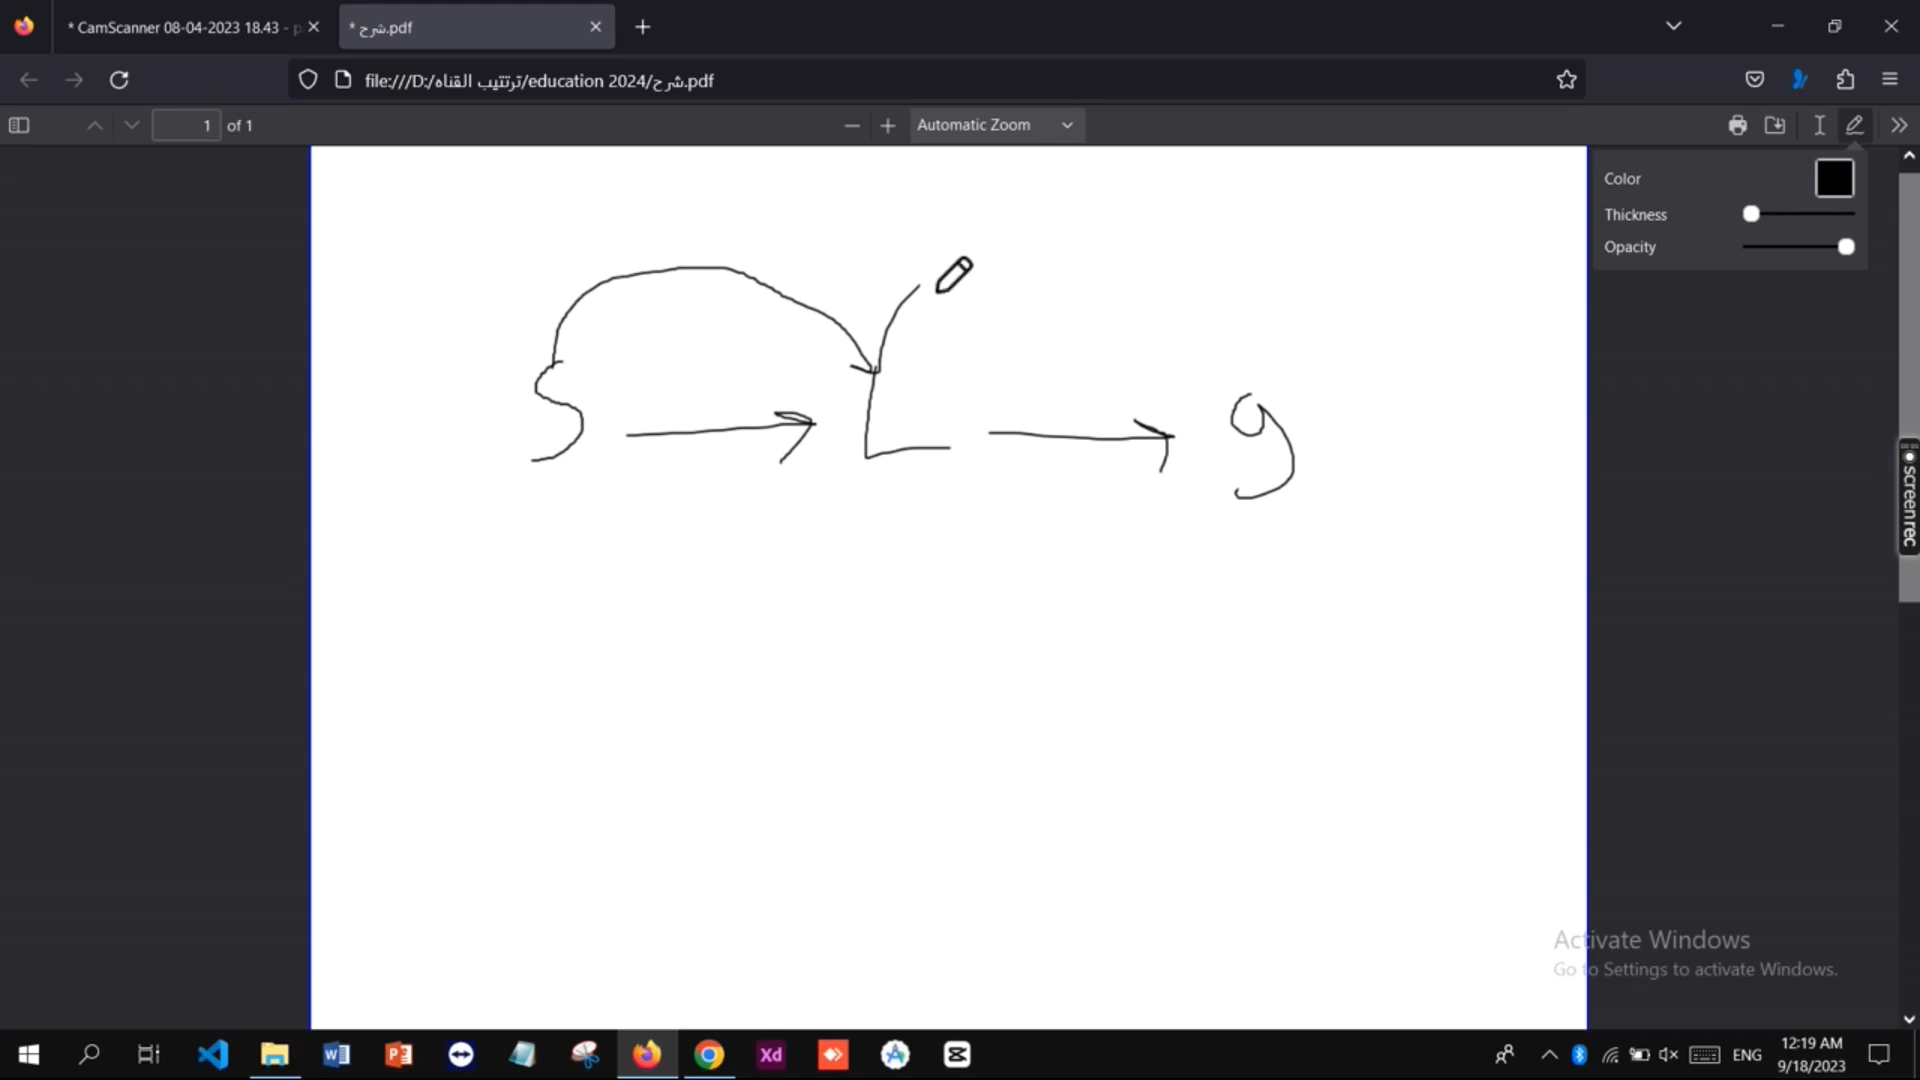 * CamScanner 08-04-2023 18.43 - p
* شرح.pdf
file:///D:/ترتتيب القناه/education 2024/شرح.pdf
1 of 1
Automatic Zoom
Color
Thickness
Opacity
S → L → g
screenrec
Activate Windows
Go to Settings to activate Windows.
Xd
ENG
12:19 AM
9/18/2023